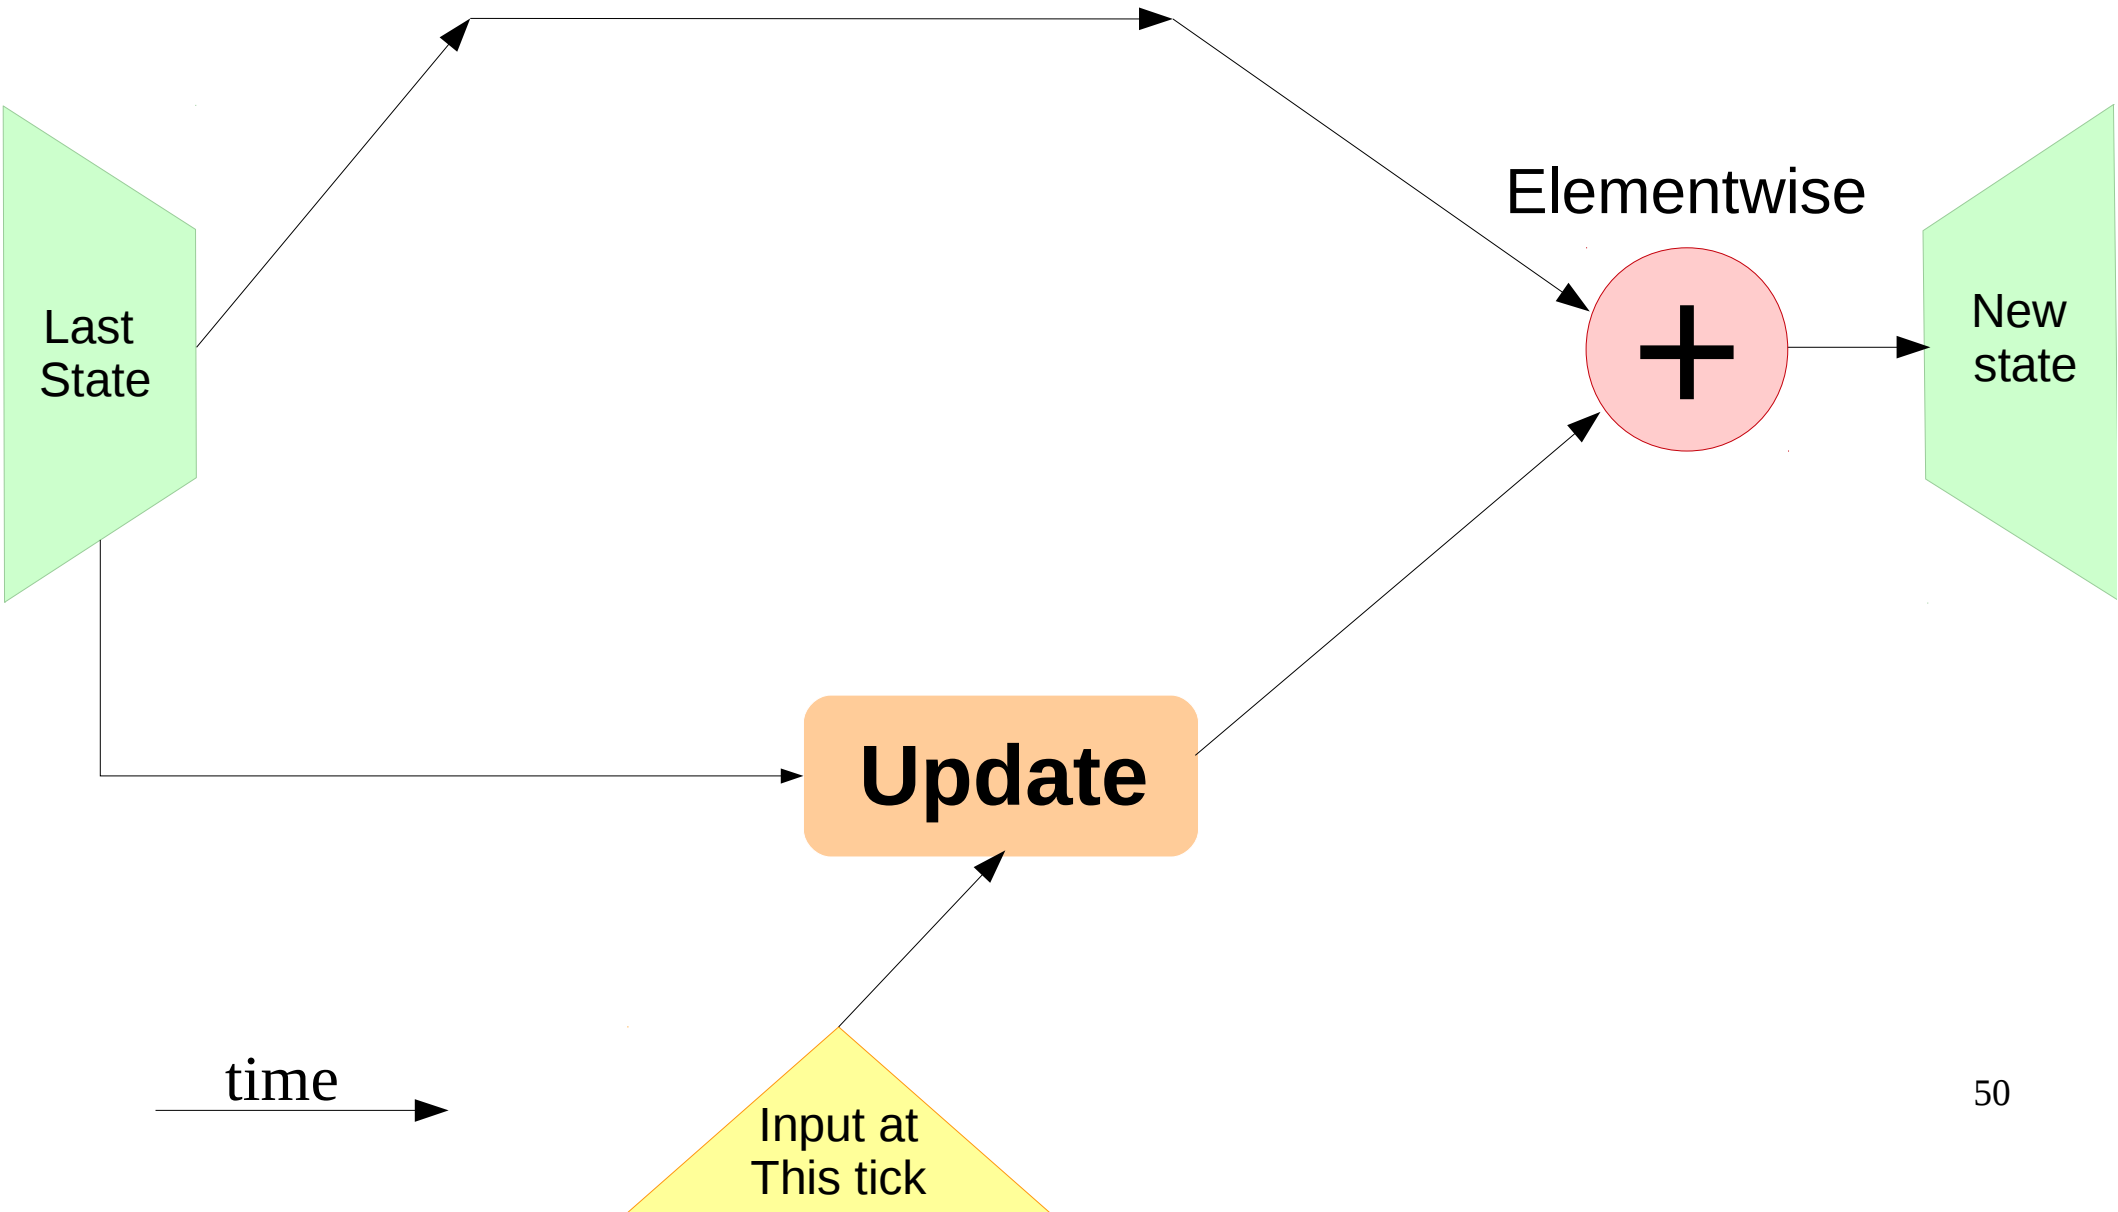 Elementwise
Last
State
New
state
+
Update
time
Input at
This tick
50